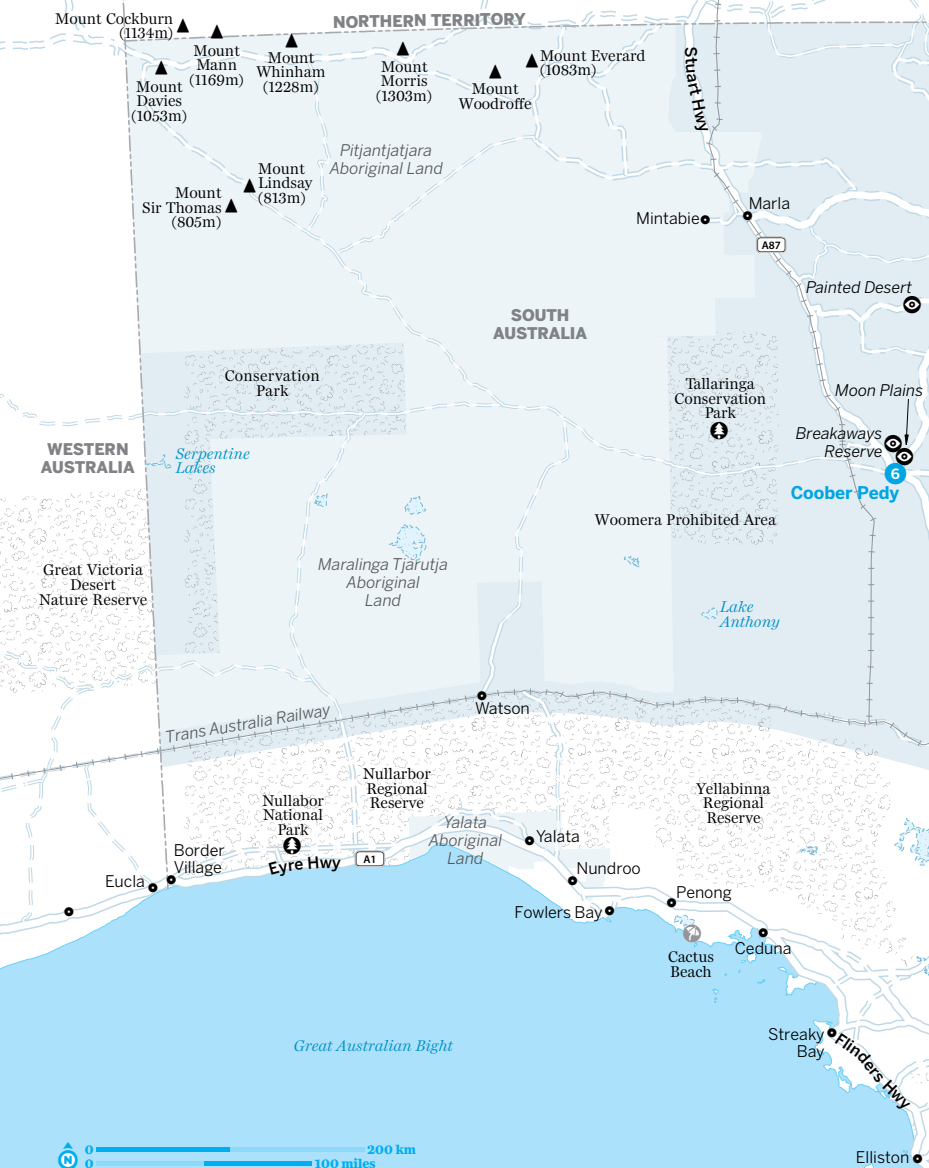 Mount Cockburn
(1134m)
NORTHERN TERRITORY
Mount
Mann
(1169m)
Mount
Whinham
(1228m)
Mount
Morris
(1303m)
Mount Everard
(1083m)
Mount
Woodroffe
Mount
Davies
(1053m)
Stuart Hwy
Pitjantjatjara
Aboriginal Land
Mount
Lindsay
(813m)
Mount
Sir Thomas
(805m)
Mintabie
Marla
A87
Painted Desert
SOUTH
AUSTRALIA
Conservation
Park
Tallaringa
Conservation
Park
Moon Plains
Breakaways
Reserve
WESTERN
AUSTRALIA
Serpentine
Lakes
6
Coober Pedy
Woomera Prohibited Area
Great Victoria
Desert
Nature Reserve
Maralinga Tjarutja
Aboriginal
Land
Lake
Anthony
Watson
Trans Australia Railway
Nullarbor
Regional
Reserve
Nullabor
National
Park
Yellabinna
Regional
Reserve
Yalata
Aboriginal
Land
Yalata
Border
Village
Eyre Hwy
A1
Eucla
Nundroo
Penong
Fowlers Bay
Ceduna
Cactus
Beach
Streaky
Bay
Flinders Hwy
Great Australian Bight
Elliston
N
0 200 km
0 100 miles